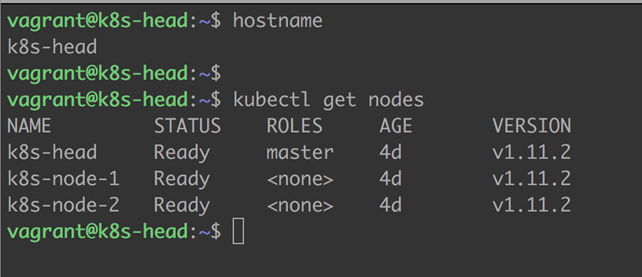 vagrant@k8s-head:~$ hostname
k8s-head
vagrant@k8s-head:~$
vagrant@k8s-head:~$ kubectl get nodes
NAME STATUS ROLES AGE VERSION
k8s-head Ready master 4d v1.11.2
k8s-node-1 Ready <none> 4d v1.11.2
k8s-node-2 Ready <none> 4d v1.11.2
vagrant@k8s-head:~$